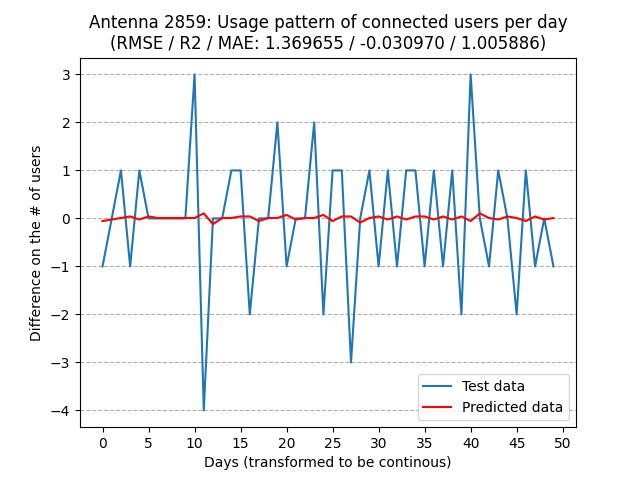 Antenna 2859: Usage pattern of connected users per day
(RMSE / R2 / MAE: 1.369655 / -0.030970 / 1.005886)
Difference on the # of users
3
2
1
0
−1
−2
−3
−4
Test data
Predicted data
0 5 10 15 20 25 30 35 40 45 50
Days (transformed to be continous)